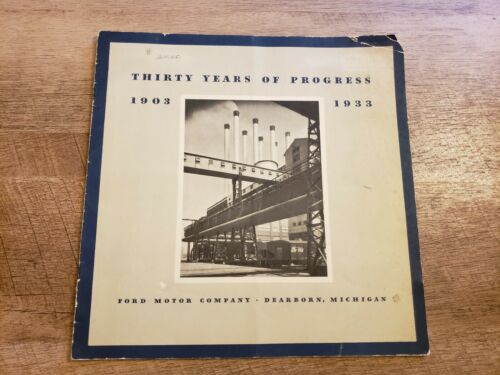 THIRTY YEARS OF PROGRESS
1903 1933
FORD MOTOR COMPANY · DEARBORN, MICHIGAN